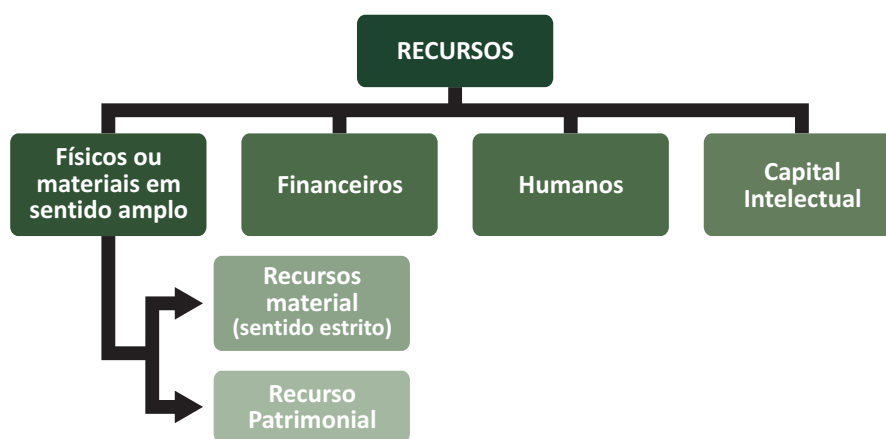 RECURSOS
Físicos ou
materiais em
sentido amplo
Financeiros
Humanos
Capital
Intelectual
Recursos
material
(sentido estrito)
Recurso
Patrimonial